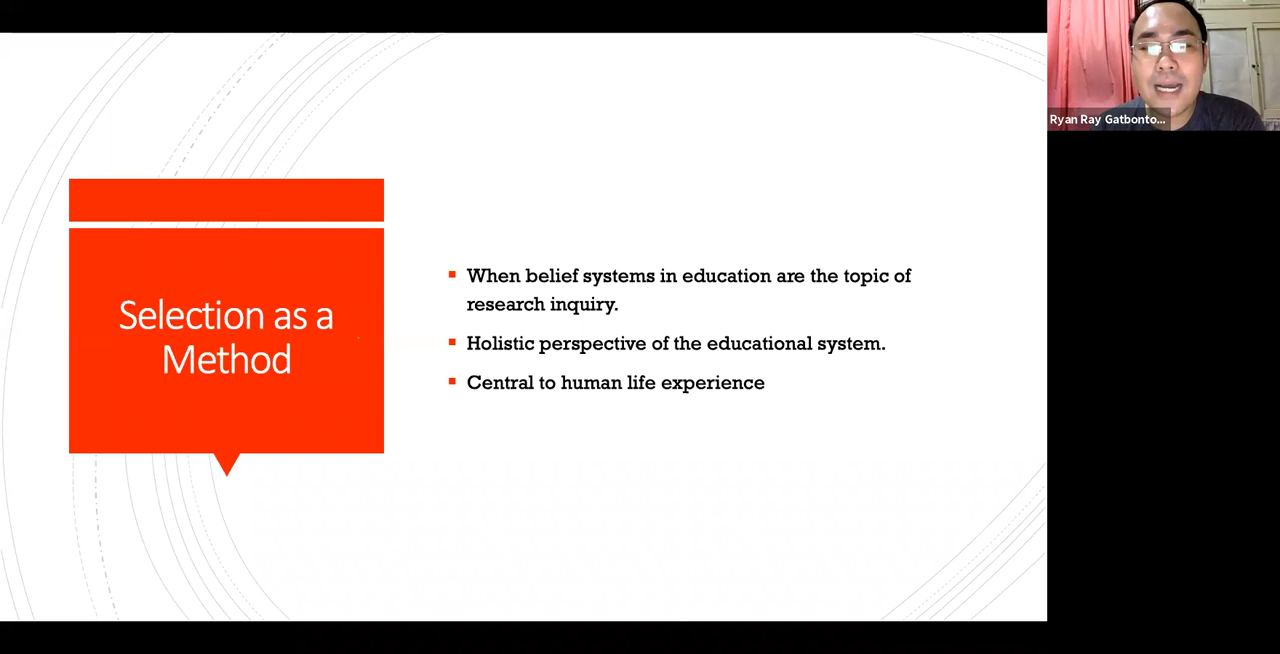 Ryan Ray Gatbonto...
Selection as a
Method
When belief systems in education are the topic of
research inquiry.
Holistic perspective of the educational system.
Central to human life experience